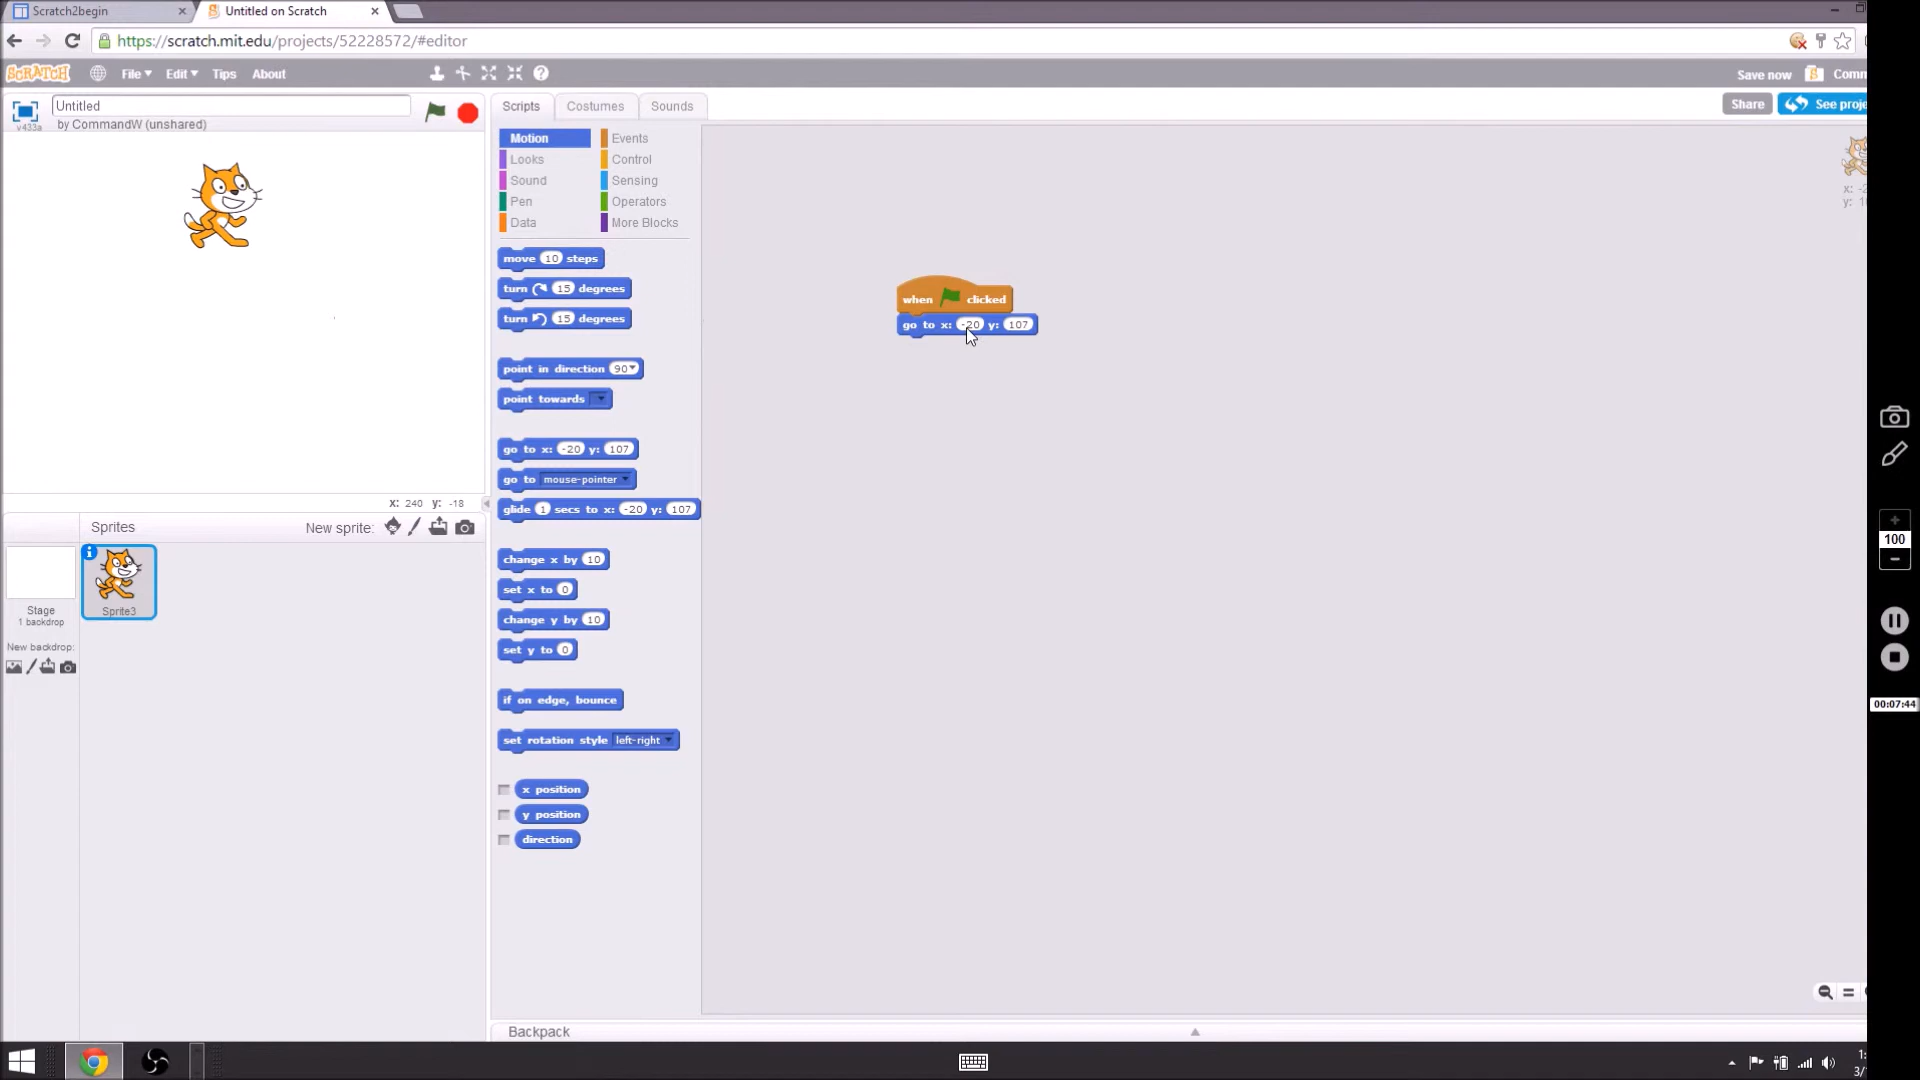 Scratch2begin
Untitled on Scratch
https://scratch.mit.edu/projects/52228572/#editor
SCRATCH
File
Edit
Tips
About
Save now
Share
See proje
Untitled
by CommandW (unshared)
v433a
Scripts
Costumes
Sounds
Motion
Events
Looks
Control
Sound
Sensing
Pen
Operators
Data
More Blocks
move 10 steps
turn 15 degrees
turn 15 degrees
point in direction 90
point towards
go to x: -20 y: 107
go to mouse-pointer
glide 1 secs to x: -20 y: 107
change x by 10
set x to 0
change y by 10
set y to 0
if on edge, bounce
set rotation style left-right
x position
y position
direction
when clicked
go to x: -20 y: 107
x: 240 y: -18
Sprites
New sprite:
Sprite3
Stage
1 backdrop
New backdrop:
Backpack
100
00:07:44